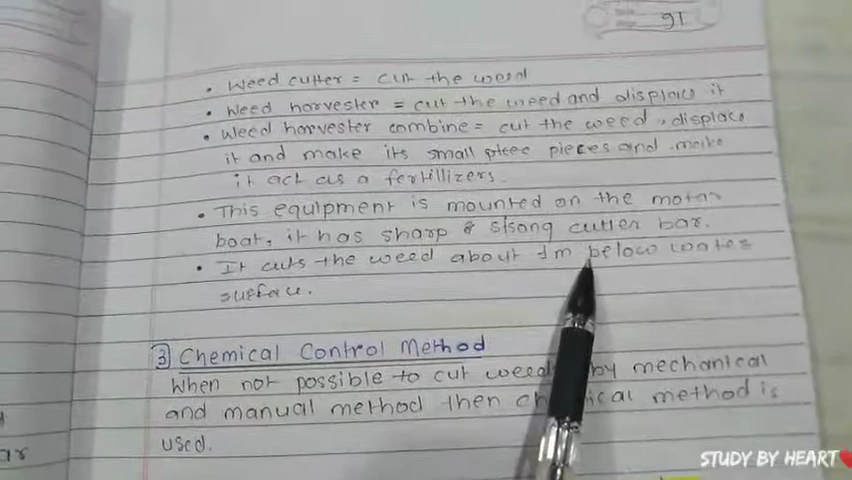 91
• Weed cutter = cut the weed
• Weed harvester = cut the weed and displace it
• Weed harvester combine = cut the weed, displace
it and make its small ptec pieces and make
it act as a fertillizers.
• This equipment is mounted on the motar
boat, it has sharp & strong cutter bar.
• It cuts the weed about 1m below water
surface.
3 Chemical Control Method
When not possible to cut weeds by mechanical
and manual method then chemical method is
used.
STUDY BY HEART❤